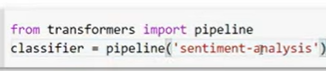 from transformers import pipeline
classifier = pipeline('sentiment-analysis')